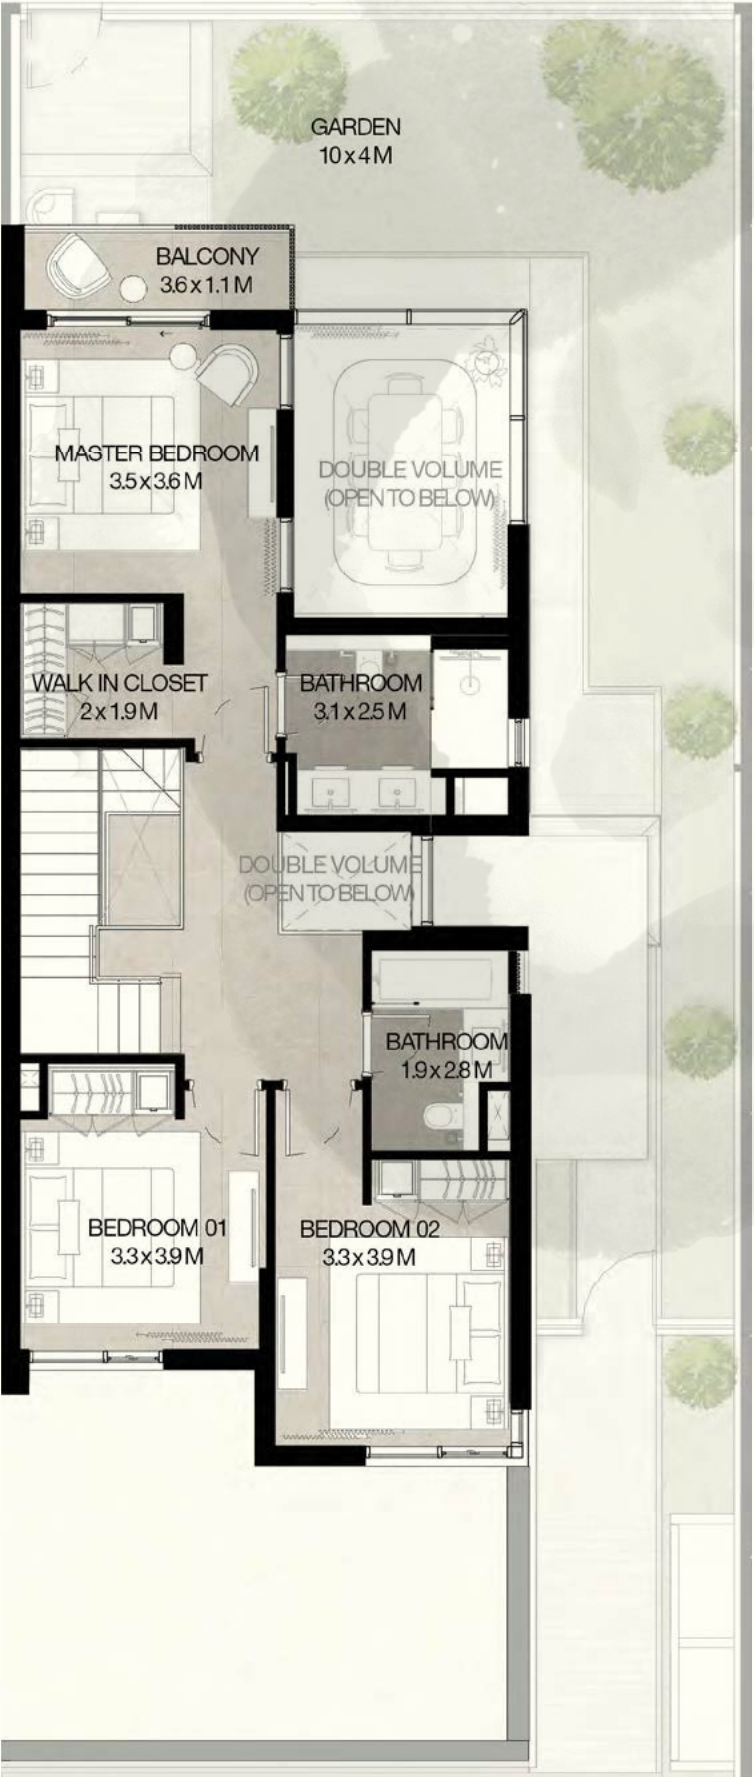 GARDEN
10 x 4 M
BALCONY
3.6 x 1.1 M
MASTER BEDROOM
3.5 x 3.6 M
DOUBLE VOLUME
(OPEN TO BELOW)
WALK IN CLOSET
2 x 1.9 M
BATHROOM
3.1 x 2.5 M
DOUBLE VOLUME
(OPEN TO BELOW)
BATHROOM
1.9 x 2.8 M
BEDROOM 01
3.3 x 3.9 M
BEDROOM 02
3.3 x 3.9 M